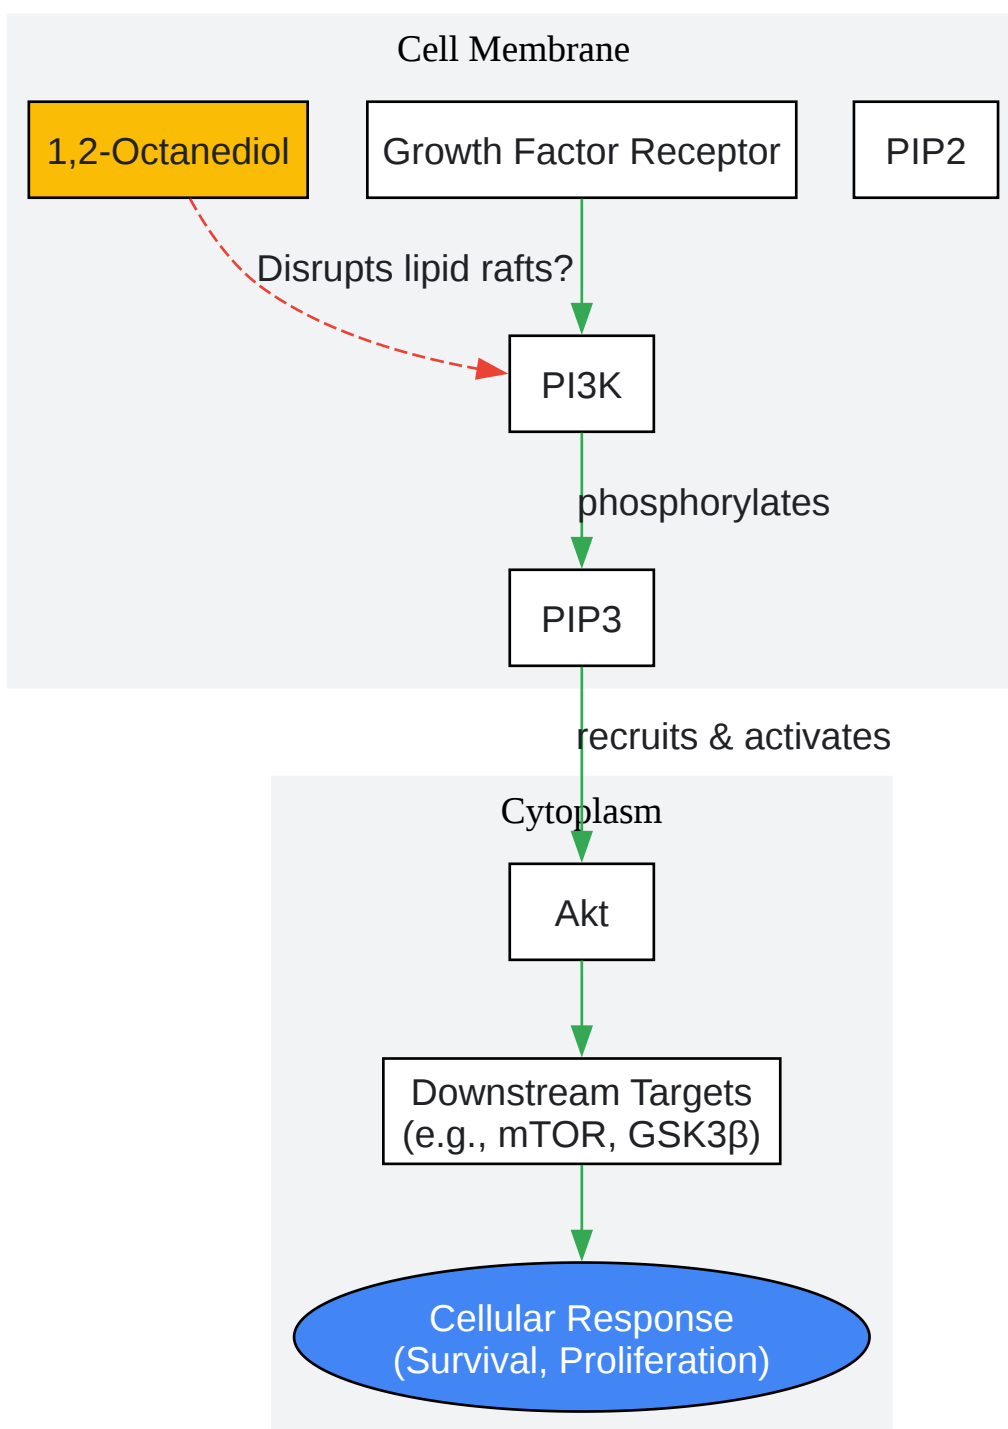 Cell Membrane
1,2-Octanediol
Growth Factor Receptor
PIP2
Disrupts lipid rafts?
PI3K
phosphorylates
PIP3
recruits & activates
Cytoplasm
Akt
Downstream Targets
(e.g., mTOR, GSK3β)
Cellular Response
(Survival, Proliferation)